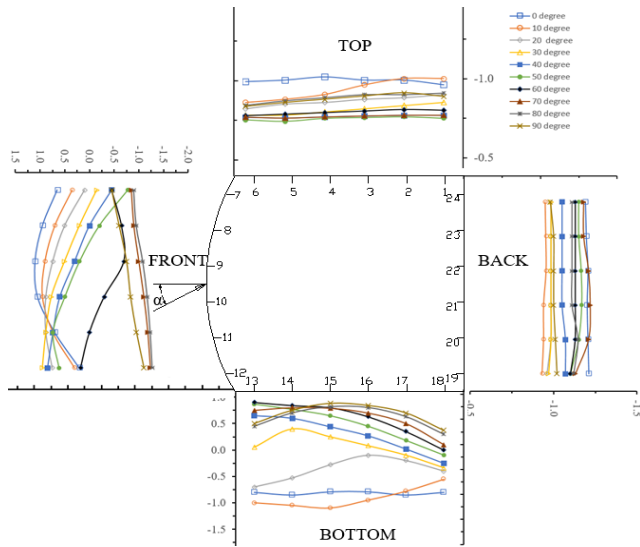 0 degree
10 degree
20 degree
30 degree
40 degree
50 degree
60 degree
70 degree
80 degree
90 degree
TOP
-1.0
-0.5
1.5 1.0 0.5 0.0 -0.5 -1.0 -1.5 -2.0
6 5 4 3 2 1
7
8
9
10
11
12
24
23
22
21
20
19
FRONT
α
BACK
13 14 15 16 17 18
-0.5 -1.0 -1.5
1.0
0.5
0.0
-0.5
-1.0
-1.5
BOTTOM